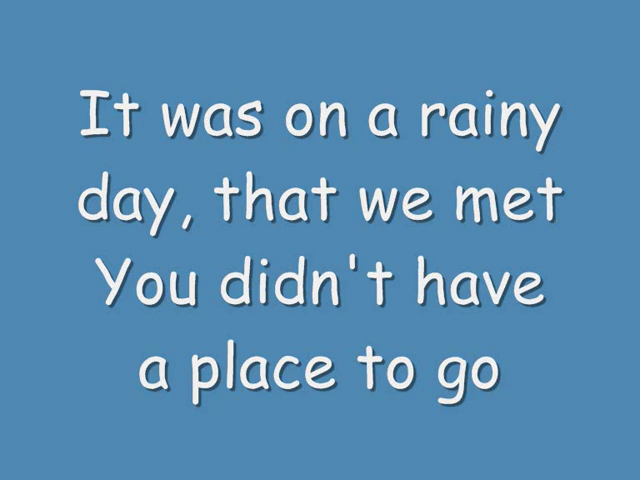 It was on a rainy
day, that we met
You didn't have
a place to go